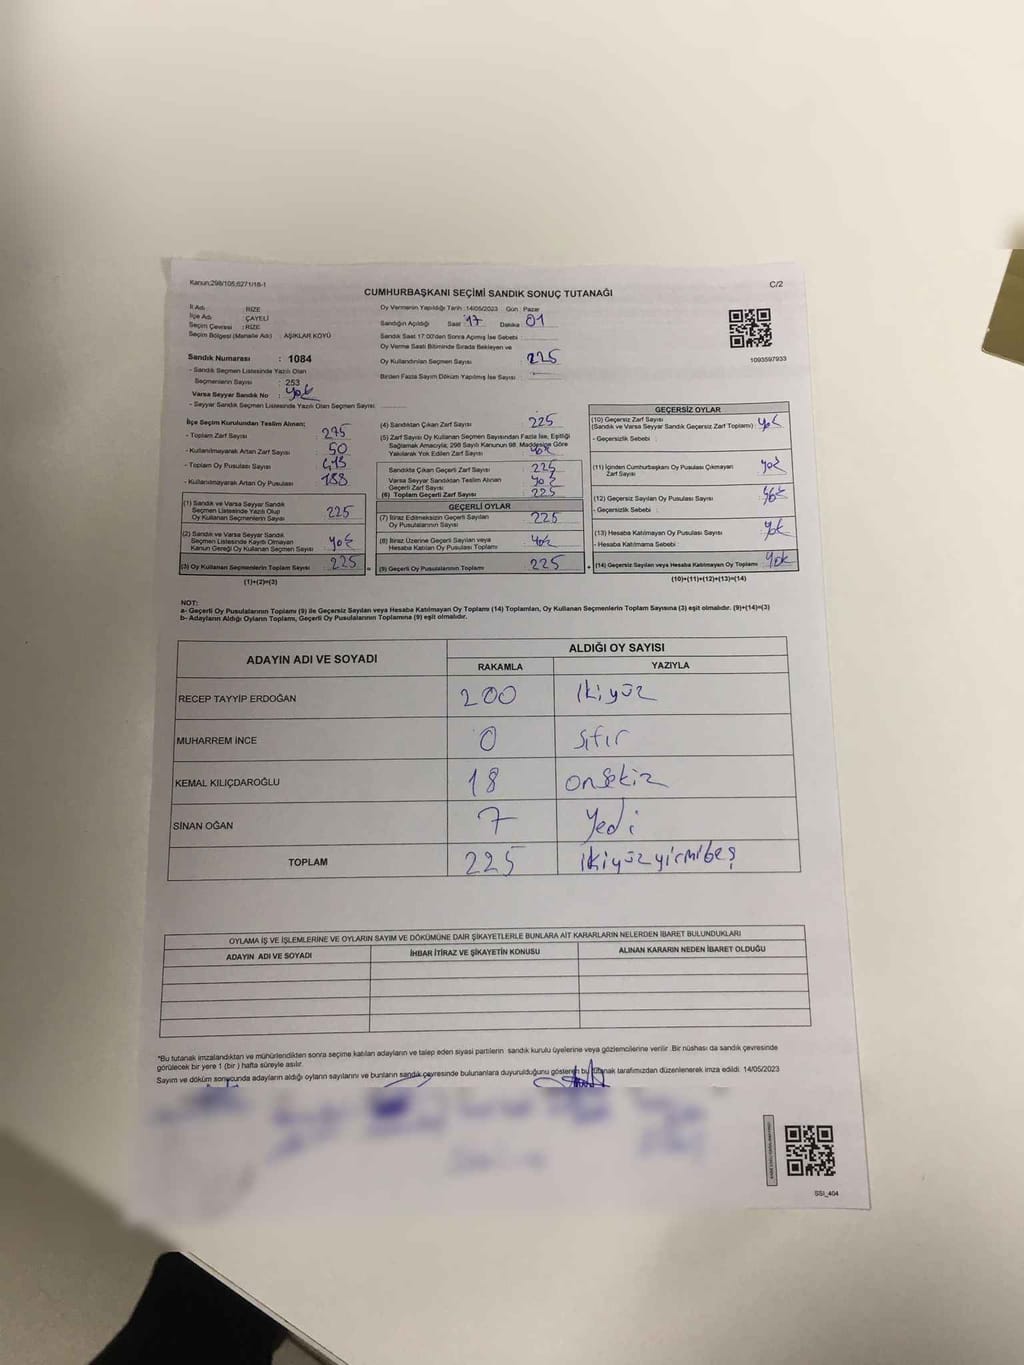 Kanun;298/105;6271/16-1
C/2
CUMHURBAŞKANI SEÇİMİ SANDIK SONUÇ TUTANAĞI
İl Adı : RİZE
İlçe Adı : ÇAYELİ
Seçim Çevresi : RİZE
Seçim Bölgesi (Mahalle Adı) : AŞIKLAR KÖYÜ
Sandık Numarası : 1084
- Sandık Seçmen Listesinde Yazılı Olan
Seçmenlerin Sayısı : 253
Varsa Seyyar Sandık No : yok
- Seyyar Sandık Seçmen Listesinde Yazılı Olan Seçmen Sayısı:
Oy Vermenin Yapıldığı Tarih : 14/05/2023 Gün : Pazar
Sandığın Açıldığı Saat : 17 Dakika : 01
Sandık Saat 17:00'den Sonra Açılmış İse Sebebi :
Oy Verme Saati Bitiminde Sırada Bekleyen ve
Oy Kullandırılan Seçmen Sayısı : 225
Birden Fazla Sayım Döküm Yapılmış İse Sayısı :
1093597933
İlçe Seçim Kurulundan Teslim Alınan;
- Toplam Zarf Sayısı : 275
- Kullanılmayarak Artan Zarf Sayısı : 50
- Toplam Oy Pusulası Sayısı : 413
- Kullanılmayarak Artan Oy Pusulası : 188
(1) Sandık ve Varsa Seyyar Sandık
Seçmen Listesinde Yazılı Olup
Oy Kullanan Seçmenlerin Sayısı : 225
(2) Sandık ve Varsa Seyyar Sandık
Seçmen Listesinde Kayıtlı Olmayan
Kanun Gereği Oy Kullanan Seçmen Sayısı : yok
(3) Oy Kullanan Seçmenlerin Toplam Sayısı : 225 =
(1)+(2)=(3)
(4) Sandıktan Çıkan Zarf Sayısı : 225
(5) Zarf Sayısı Oy Kullanan Seçmen Sayısından Fazla İse, Eşitliği
Sağlamak Amacıyla; 298 Sayılı Kanunun 98. Maddesine Göre
Yakılarak Yok Edilen Zarf Sayısı : yok
Sandıkta Çıkan Geçerli Zarf Sayısı : 225
Varsa Seyyar Sandıktan Teslim Alınan
Geçerli Zarf Sayısı : yok
(6) Toplam Geçerli Zarf Sayısı : 225
GEÇERLİ OYLAR
(7) İtiraz Edilmeksizin Geçerli Sayılan
Oy Pusulalarının Sayısı : 225
(8) İtiraz Üzerine Geçerli Sayılan veya
Hesaba Katılan Oy Pusulası Toplamı : yok
(9) Geçerli Oy Pusulalarının Toplamı : 225 +
GEÇERSİZ OYLAR
(10) Geçersiz Zarf Sayısı
(Sandık ve Varsa Seyyar Sandık Geçersiz Zarf Toplamı) : yok
- Geçersizlik Sebebi :
(11) İçinden Cumhurbaşkanı Oy Pusulası Çıkmayan
Zarf Sayısı : yok
(12) Geçersiz Sayılan Oy Pusulası Sayısı : yok
- Geçersizlik Sebebi :
(13) Hesaba Katılmayan Oy Pusulası Sayısı : yok
- Hesaba Katılmama Sebebi :
(14) Geçersiz Sayılan veya Hesaba Katılmayan Oy Toplamı : yok
(10)+(11)+(12)+(13)=(14)
NOT:
a- Geçerli Oy Pusulalarının Toplamı (9) ile Geçersiz Sayılan veya Hesaba Katılmayan Oy Toplamı (14) Toplamları, Oy Kullanan Seçmenlerin Toplam Sayısına (3) eşit olmalıdır. (9)+(14)=(3)
b- Adayların Aldığı Oyların Toplamı, Geçerli Oy Pusulalarının Toplamına (9) eşit olmalıdır.
ADAYIN ADI VE SOYADI
ALDIĞI OY SAYISI
RAKAMLA YAZIYLA
RECEP TAYYİP ERDOĞAN 200 ikiyüz
MUHARREM İNCE 0 sıfır
KEMAL KILIÇDAROĞLU 18 onsekiz
SİNAN OĞAN 7 yedi
TOPLAM 225 ikiyüzyirmibeş
OYLAMA İŞ VE İŞLEMLERİNE VE OYLARIN SAYIM VE DÖKÜMÜNE DAİR ŞİKAYETLERLE BUNLARA AİT KARARLARIN NELERDEN İBARET BULUNDUKLARI
ADAYIN ADI VE SOYADI İHBAR İTİRAZ VE ŞİKAYETİN KONUSU ALINAN KARARIN NEDEN İBARET OLDUĞU
*Bu tutanak imzalandıktan ve mühürlendikten sonra seçime katılan adayların ve talep eden siyasi partilerin sandık kurulu üyelerine veya gözlemcilerine verilir. Bir nüshası da sandık çevresinde
görülecek bir yere 1 (bir ) hafta süreyle asılır.
Sayım ve döküm sonucunda adayların aldığı oyların sayılarını ve bunların sandık çevresinde bulunanlara duyurulduğunu gösteren bu tutanak tarafımızdan düzenlenerek imza edildi. 14/05/2023
SSI_404